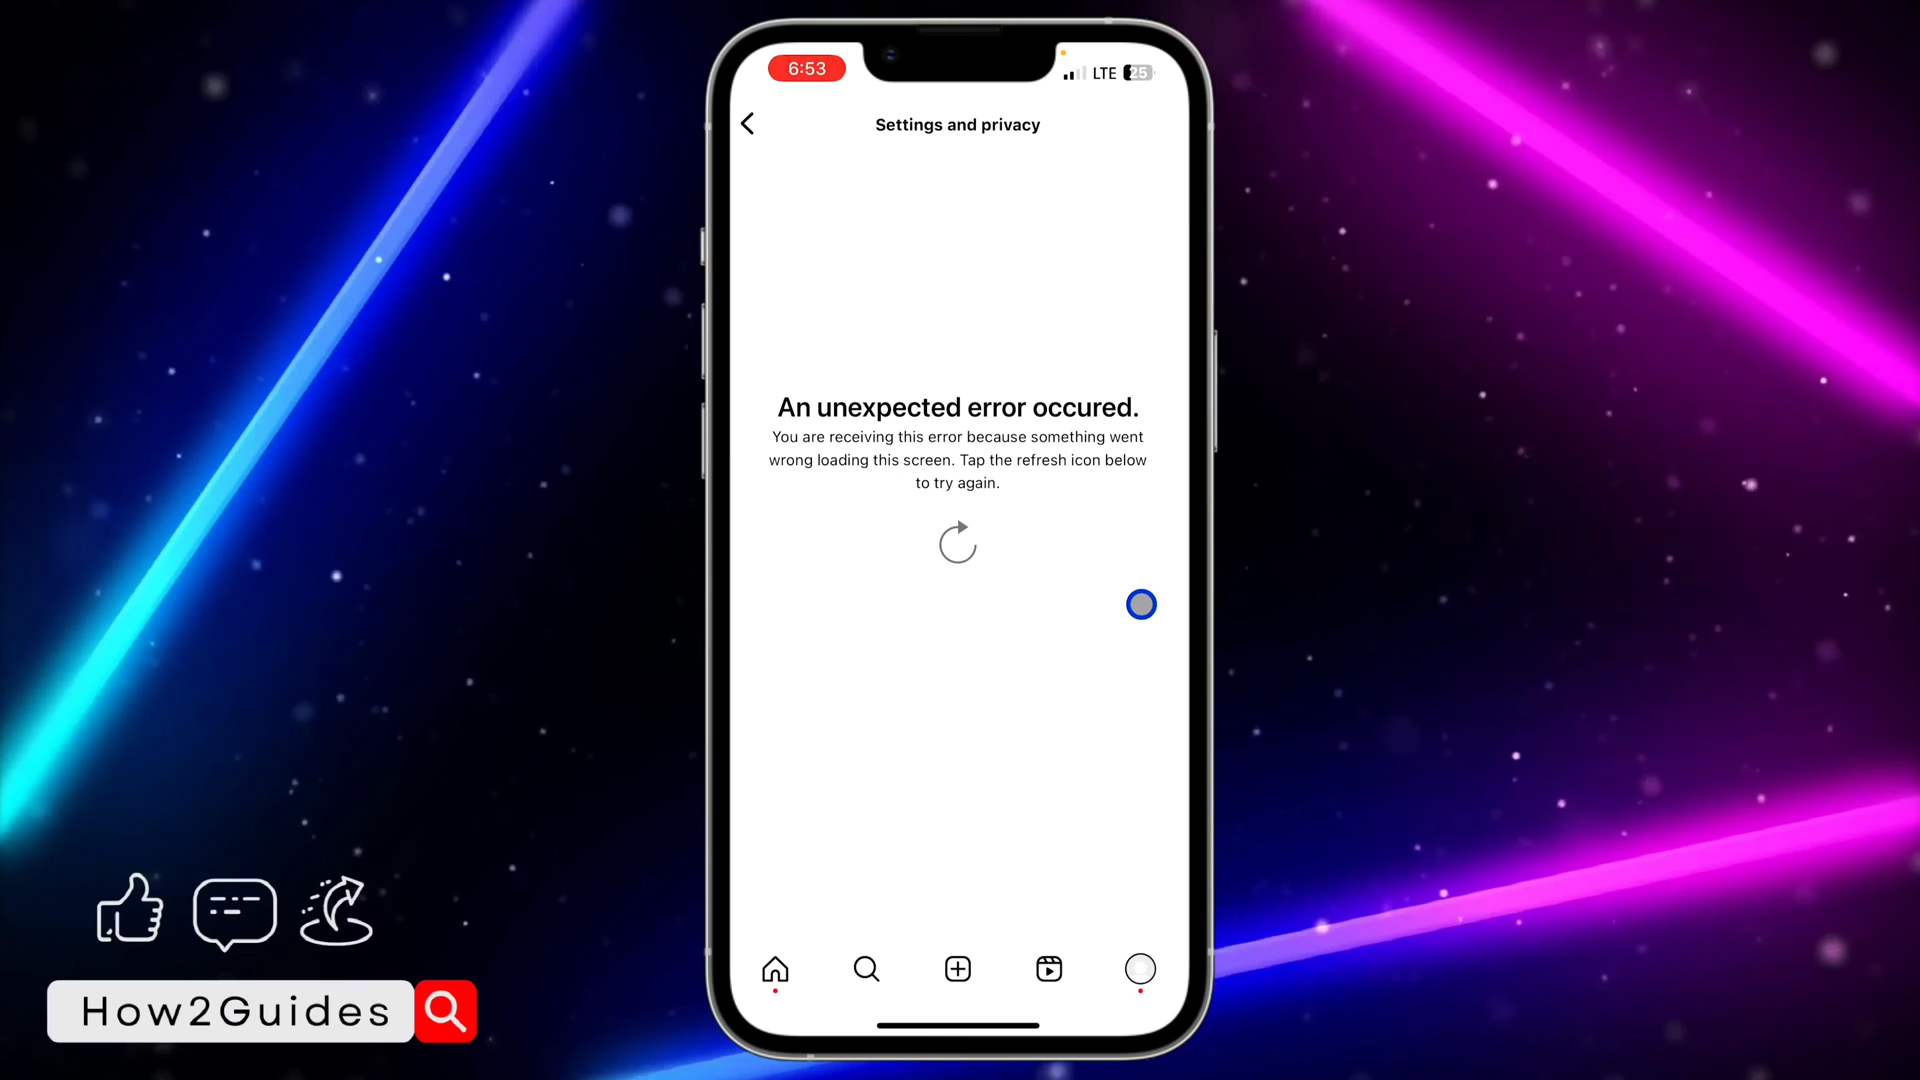 6:53
LTE 25
Settings and privacy
An unexpected error occured.
You are receiving this error because something went
wrong loading this screen. Tap the refresh icon below
to try again.
How2Guides